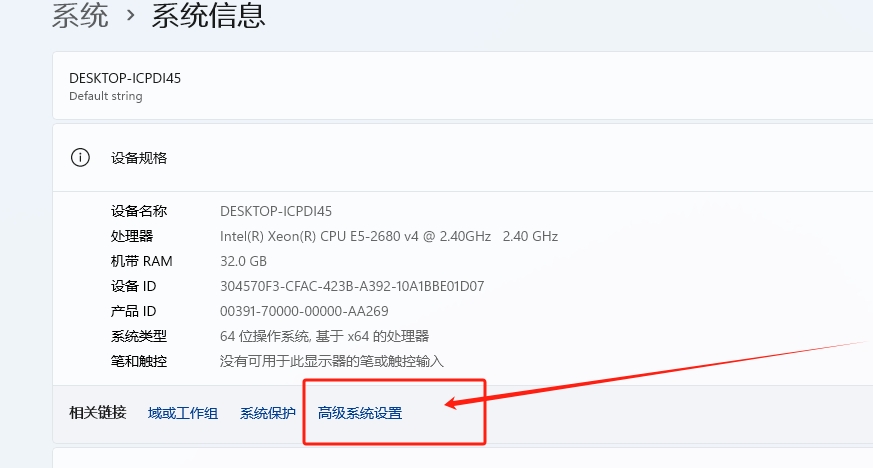 系统 › 系统信息
DESKTOP-ICPDI45
Default string
设备规格
设备名称 DESKTOP-ICPDI45
处理器 Intel(R) Xeon(R) CPU E5-2680 v4 @ 2.40GHz 2.40 GHz
机带 RAM 32.0 GB
设备 ID 304570F3-CFAC-423B-A392-10A1BBE01D07
产品 ID 00391-70000-00000-AA269
系统类型 64 位操作系统, 基于 x64 的处理器
笔和触控 没有可用于此显示器的笔或触控输入
相关链接 域或工作组 系统保护 高级系统设置